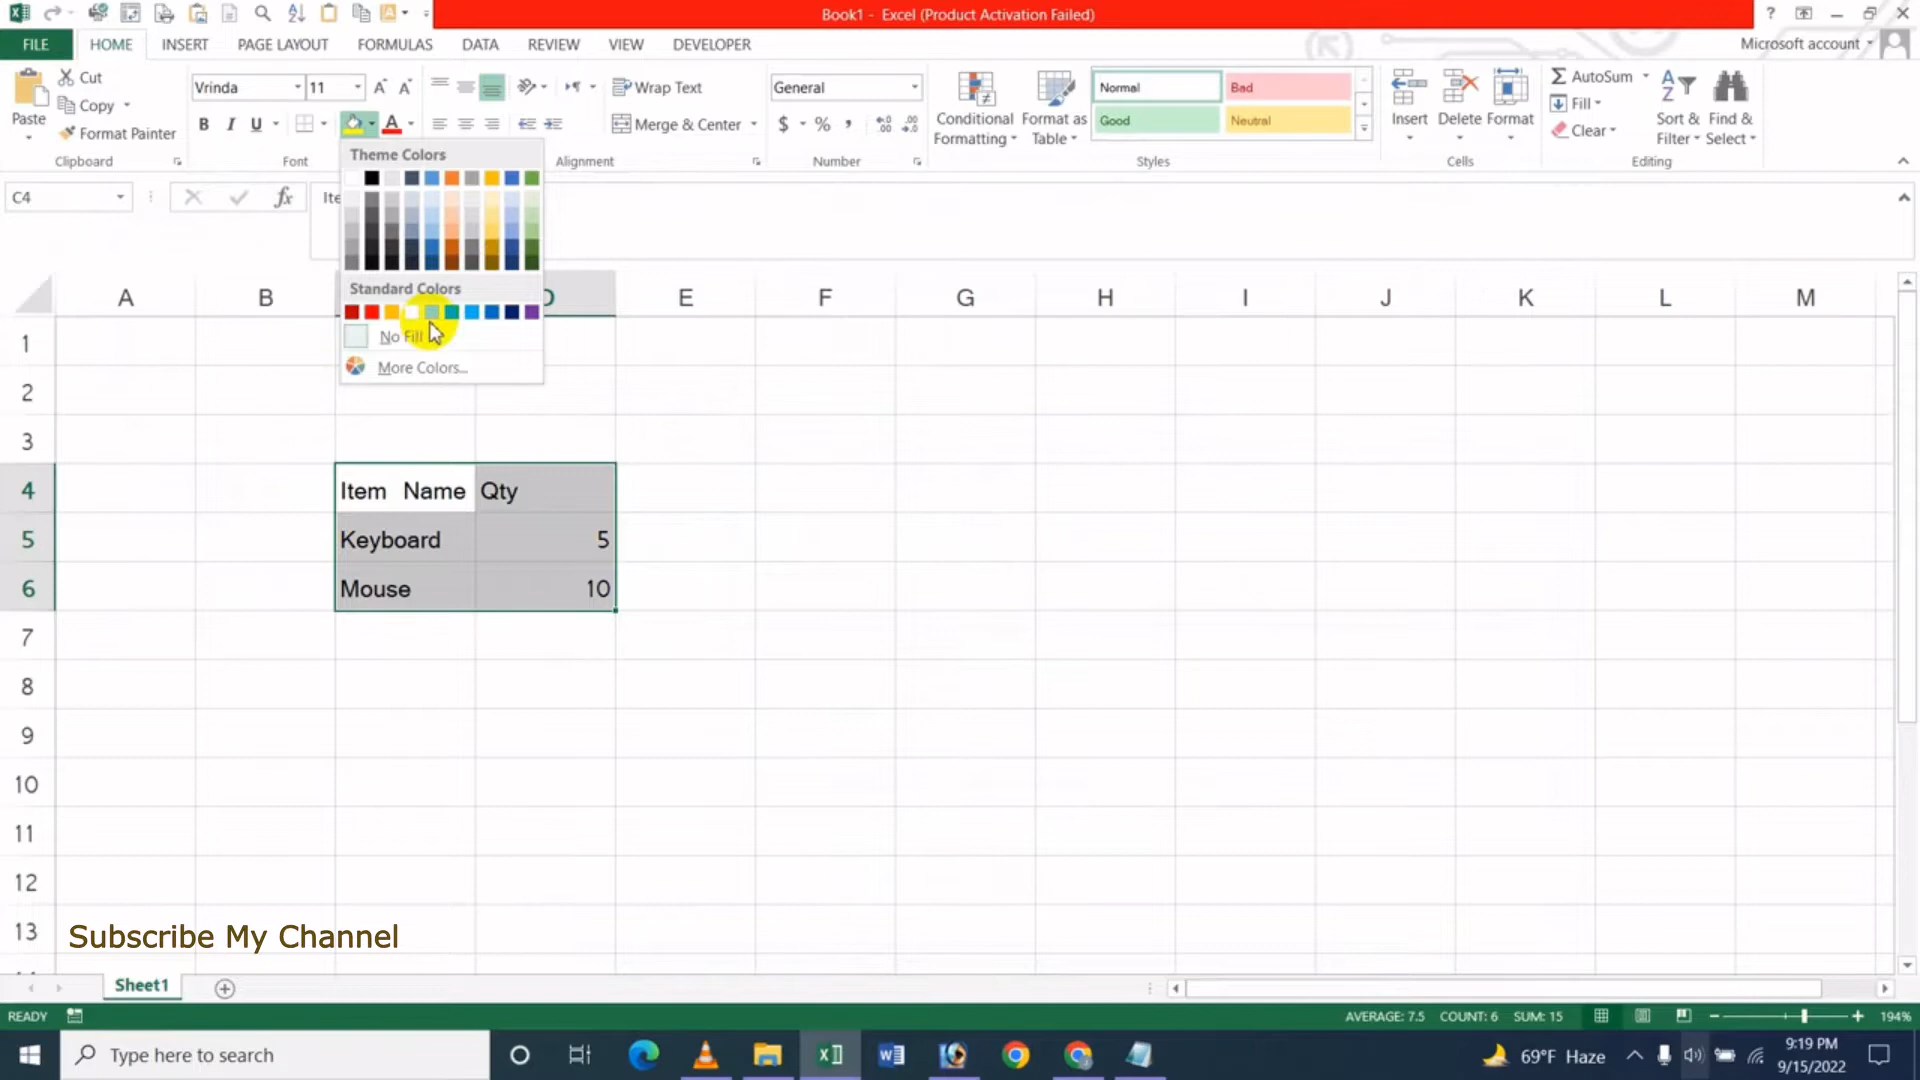 Book1 - Excel (Product Activation Failed)
?
FILE HOME INSERT PAGE LAYOUT FORMULAS DATA REVIEW VIEW DEVELOPER
Microsoft account
Paste
Cut
Copy
Format Painter
Clipboard
Vrinda 11
B I U A
Font
Wrap Text
Merge & Center
Alignment
General
$ % ,
Number
Conditional Formatting
Format as Table
Normal Bad
Good Neutral
Styles
Insert Delete Format
Cells
AutoSum
Fill
Clear
Sort & Filter
Find & Select
Editing
Theme Colors
Standard Colors
No Fill
More Colors...
C4
fx
Ite
A B D E F G H I J K L M
1
2
3
4 Item Name Qty
5 Keyboard 5
6 Mouse 10
7
8
9
10
11
12
13
Subscribe My Channel
Sheet1
READY
AVERAGE: 7.5 COUNT: 6 SUM: 15
194%
Type here to search
69°F Haze
9:19 PM
9/15/2022